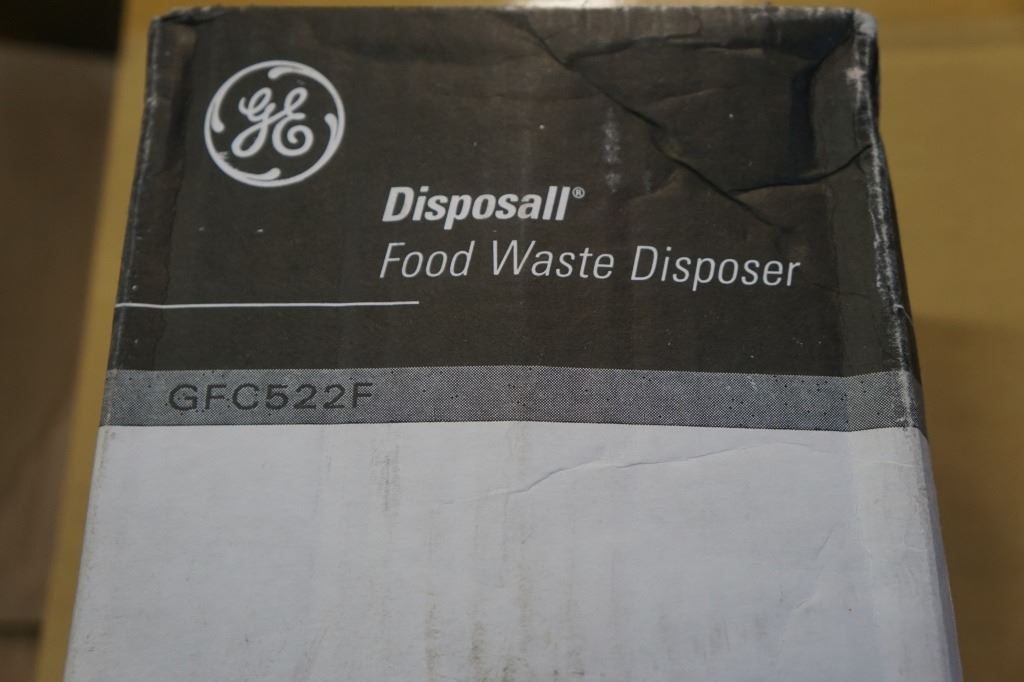 GE
Disposall®
Food Waste Disposer
GFC522F